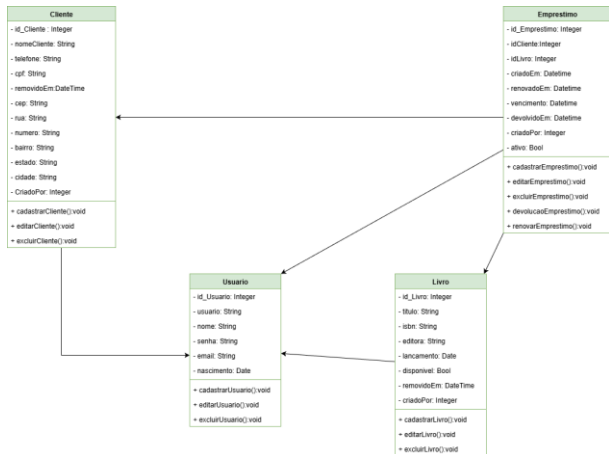 Cliente
- id_Cliente : Integer
- nomeCliente: String
- telefone: String
- cpf: String
- removidoEm:DateTime
- cep: String
- rua: String
- numero: String
- bairro: String
- estado: String
- cidade: String
- CriadoPor: Integer
+ cadastrarCliente():void
+ editarCliente():void
+ excluirCliente():void
Emprestimo
- id_Emprestimo: Integer
- idCliente:Integer
- idLivro: Integer
- criadoEm: Datetime
- renovadoEm: Datetime
- vencimento: Datetime
- devolvidoEm: Datetime
- criadoPor: Integer
- ativo: Bool
+ cadastrarEmprestimo():void
+ editarEmprestimo():void
+ excluirEmprestimo():void
+ devolucaoEmprestimo():void
+ renovarEmprestimo():void
Usuario
- id_Usuario: Integer
- usuario: String
- nome: String
- senha: String
- email: String
- nascimento: Date
+ cadastrarUsuario():void
+ editarUsuario():void
+ excluirUsuario():void
Livro
- id_Livro: Integer
- titulo: String
- isbn: String
- editora: String
- lancamento: Date
- disponivel: Bool
- removidoEm: DateTime
- criadoPor: Integer
+ cadastrarLivro():void
+ editarLivro():void
+ excluirLivro():void